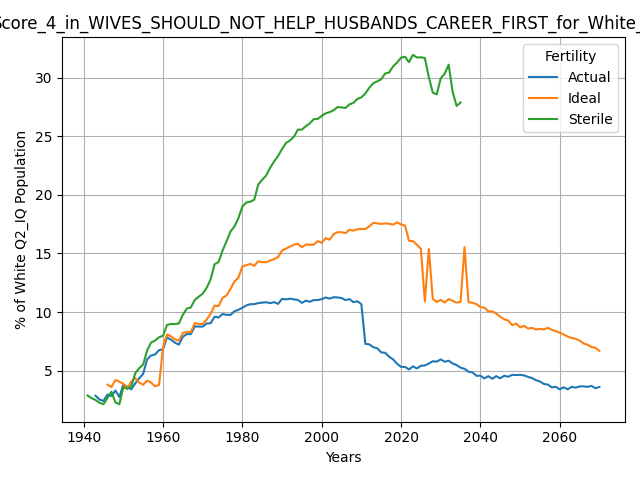 Score_4_in_WIVES_SHOULD_NOT_HELP_HUSBANDS_CAREER_FIRST_for_White_
Fertility
Actual
Ideal
Sterile
% of White Q2_IQ Population
30
25
20
15
10
5
1940 1960 1980 2000 2020 2040 2060
Years